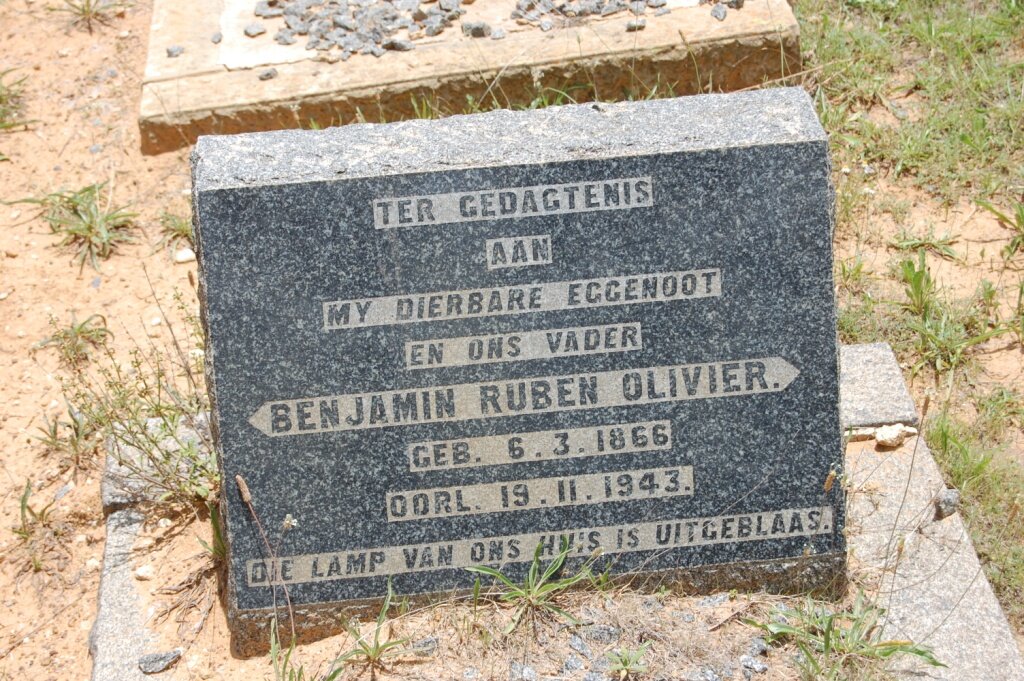 TER GEDAGTENIS
AAN
MY DIERBARE EGGENOOT
EN ONS VADER
BENJAMIN RUBEN OLIVIER.
GEB. 6.3.1866
OORL. 19.11.1943.
DIE LAMP VAN ONS HUIS IS UITGEBLAAS.